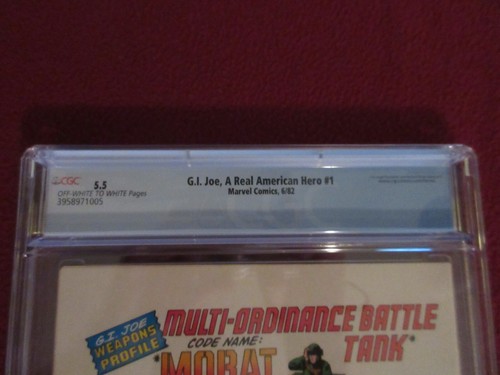 CGC 5.5
OFF-WHITE TO WHITE Pages
3958971005
G.I. Joe, A Real American Hero #1
Marvel Comics, 6/82
G.I. JOE
WEAPONS
PROFILE
MULTI-ORDINANCE BATTLE
TANK
CODE NAME:
"MOBAT